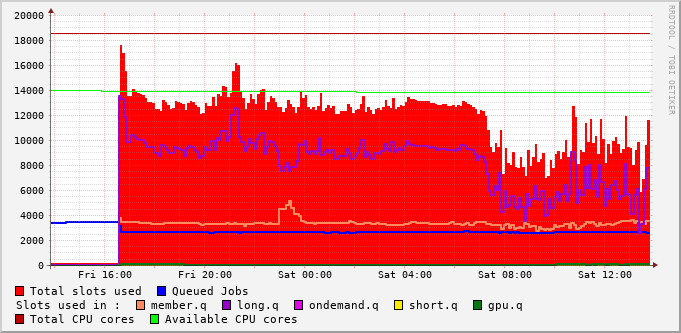 20000
18000
16000
14000
12000
10000
8000
6000
4000
2000
0
Fri 16:00 Fri 20:00 Sat 00:00 Sat 04:00 Sat 08:00 Sat 12:00
RRDTOOL / TOBI OETIKER
Total slots used Queued Jobs
Slots used in : member.q long.q ondemand.q short.q gpu.q
Total CPU cores Available CPU cores